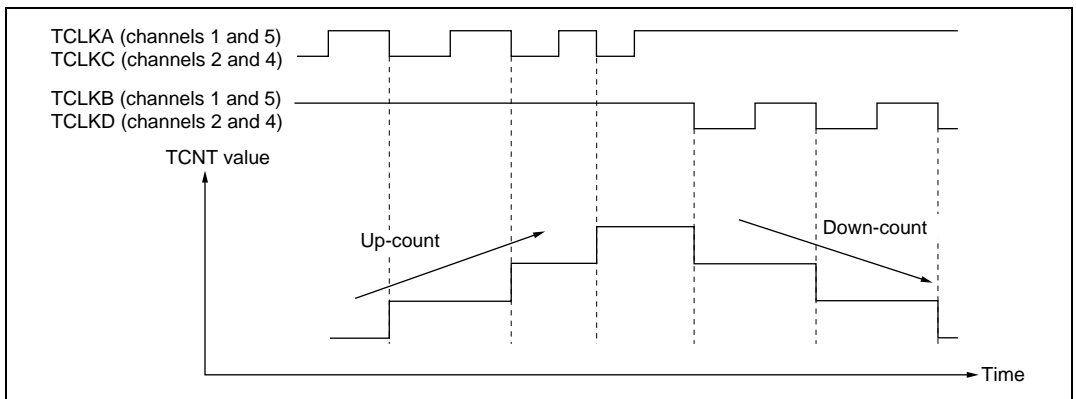 TCLKA (channels 1 and 5)
TCLKC (channels 2 and 4)
TCLKB (channels 1 and 5)
TCLKD (channels 2 and 4)
TCNT value
Up-count
Down-count
Time